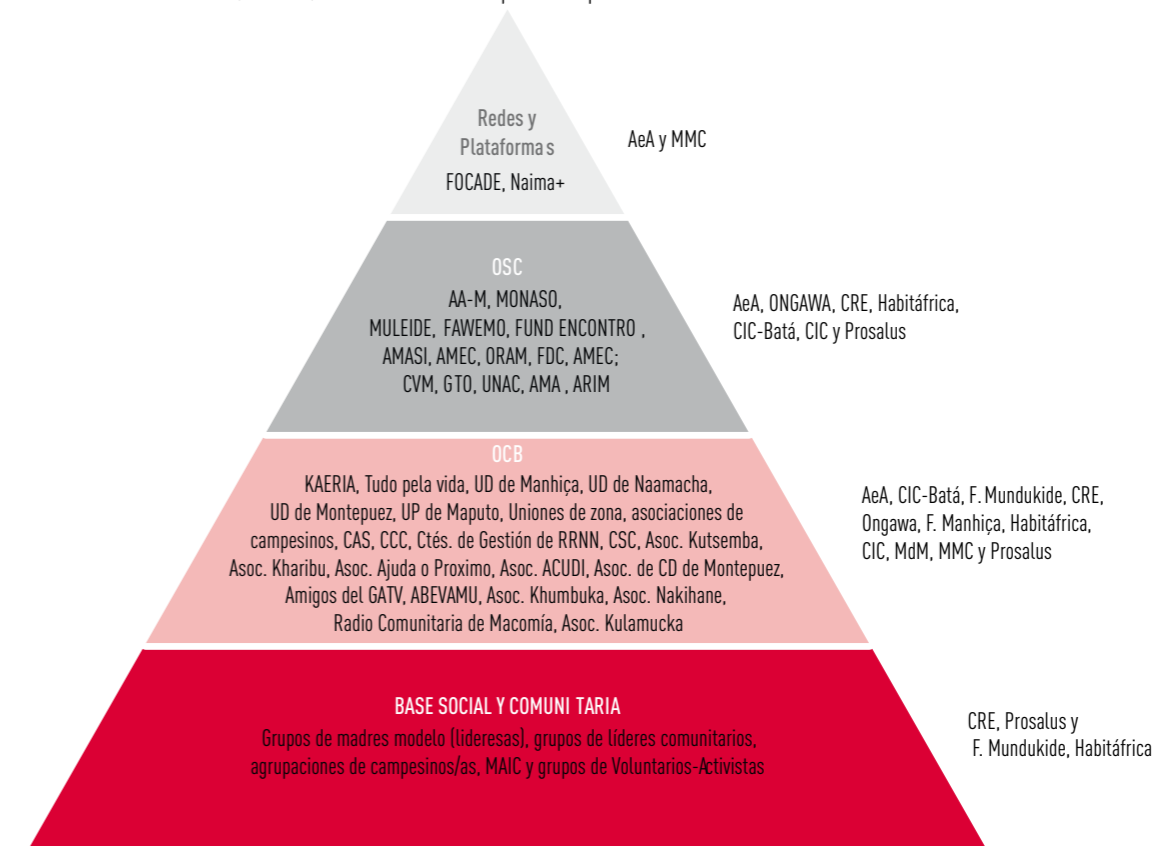 Redes y
Plataformas
FOCADE, Naima+
AeA y MMC
OSC
AA-M, MONASO,
MULEIDE, FAWEMO, FUND ENCONTRO ,
AMASI, AMEC, ORAM, FDC, AMEC;
CVM, GTO, UNAC, AMA , ARIM
AeA, ONGAWA, CRE, Habitáfrica,
CIC-Batá, CIC y Prosalus
OCB
KAERIA, Tudo pela vida, UD de Manhiça, UD de Naamacha,
UD de Montepuez, UP de Maputo, Uniones de zona, asociaciones de
campesinos, CAS, CCC, Ctés. de Gestión de RRNN, CSC, Asoc. Kutsemba,
Asoc. Kharibu, Asoc. Ajuda o Proximo, Asoc. ACUDI, Asoc. de CD de Montepuez,
Amigos del GATV, ABEVAMU, Asoc. Khumbuka, Asoc. Nakihane,
Radio Comunitaria de Macomía, Asoc. Kulamucka
AeA, CIC-Batá, F. Mundukide, CRE,
Ongawa, F. Manhiça, Habitáfrica,
CIC, MdM, MMC y Prosalus
BASE SOCIAL Y COMUNI TARIA
Grupos de madres modelo (lideresas), grupos de líderes comunitarios,
agrupaciones de campesinos/as, MAIC y grupos de Voluntarios-Activistas
CRE, Prosalus y
F. Mundukide, Habitáfrica